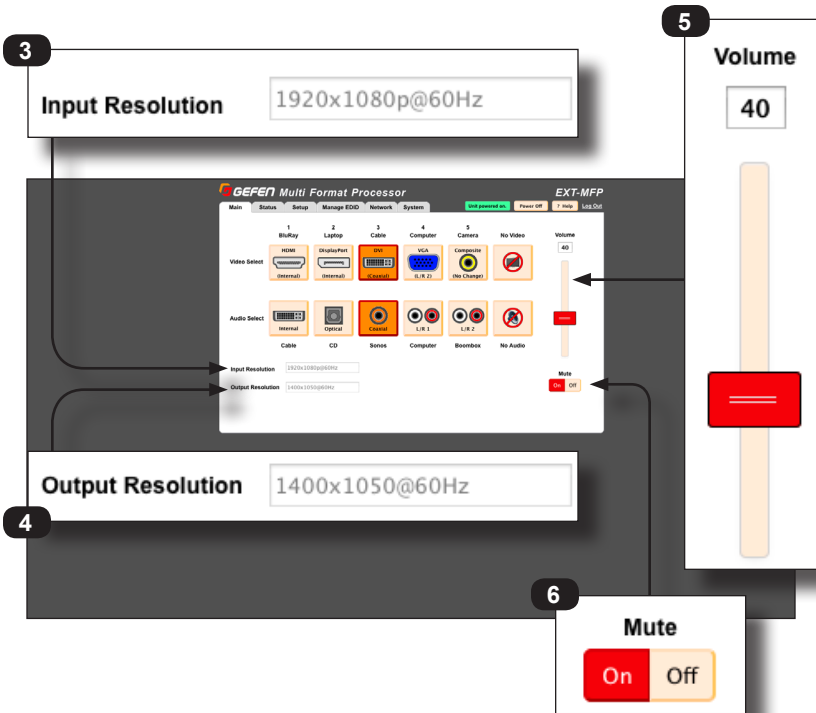 3
Input Resolution 1920x1080p@60Hz
5
Volume
40
GEFEN Multi Format Processor EXT-MFP
Main Status Setup Manage EDID Network System Unit powered on. Power Off ? Help Log Out
1 2 3 4 5
BluRay Laptop Cable Computer Camera No Video Volume
40
HDMI DisplayPort DVI VGA Composite
Video Select
(Internal) (Internal) (Coaxial) (L/R 2) (No Change)
Audio Select
Internal Optical Coaxial L/R 1 L/R 2
Cable CD Sonos Computer Boombox No Audio
Input Resolution 1920x1080p@60Hz
Mute
Output Resolution 1400x1050@60Hz
On Off
Output Resolution 1400x1050@60Hz
4
6
Mute
On Off